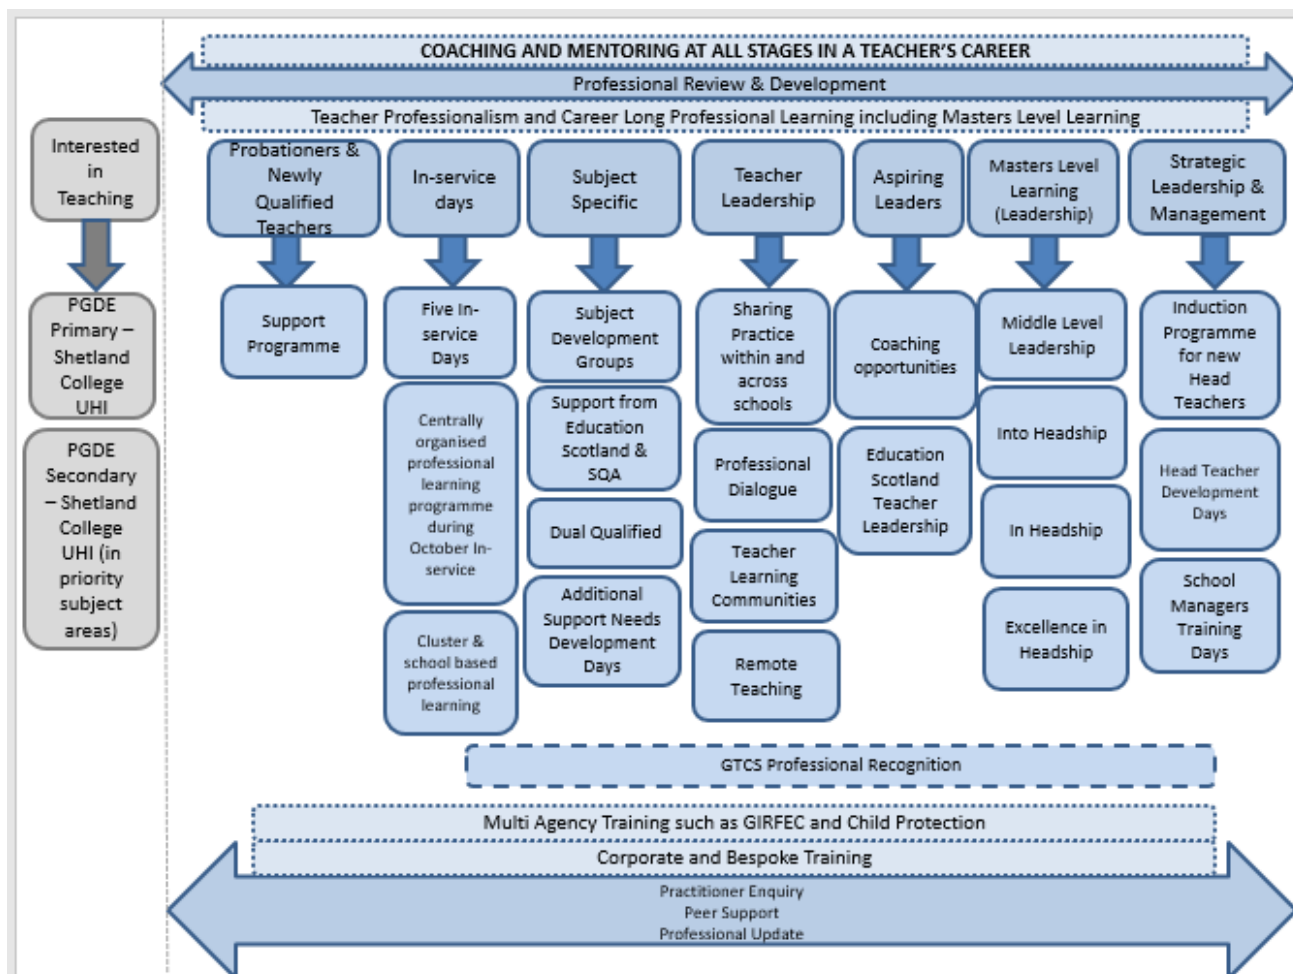 COACHING AND MENTORING AT ALL STAGES IN A TEACHER'S CAREER
Professional Review & Development
Teacher Professionalism and Career Long Professional Learning including Masters Level Learning
Interested
in
Teaching
PGDE
Primary –
Shetland
College
UHI
PGDE
Secondary
– Shetland
College
UHI (in
priority
subject
areas)
Probationers &
Newly
Qualified
Teachers
Support
Programme
In-service
days
Five In-
service
Days
Centrally
organised
professional
learning
programme
during
October In-
service
Cluster &
school based
professional
learning
Subject
Specific
Subject
Development
Groups
Support from
Education
Scotland &
SQA
Dual Qualified
Additional
Support Needs
Development
Days
Teacher
Leadership
Sharing
Practice
within and
across
schools
Professional
Dialogue
Teacher
Learning
Communities
Remote
Teaching
Aspiring
Leaders
Coaching
opportunities
Education
Scotland
Teacher
Leadership
Masters Level
Learning
(Leadership)
Middle Level
Leadership
Into Headship
In Headship
Excellence in
Headship
Strategic
Leadership &
Management
Induction
Programme
for new
Head
Teachers
Head Teacher
Development
Days
School
Managers
Training
Days
GTCS Professional Recognition
Multi Agency Training such as GIRFEC and Child Protection
Corporate and Bespoke Training
Practitioner Enquiry
Peer Support
Professional Update